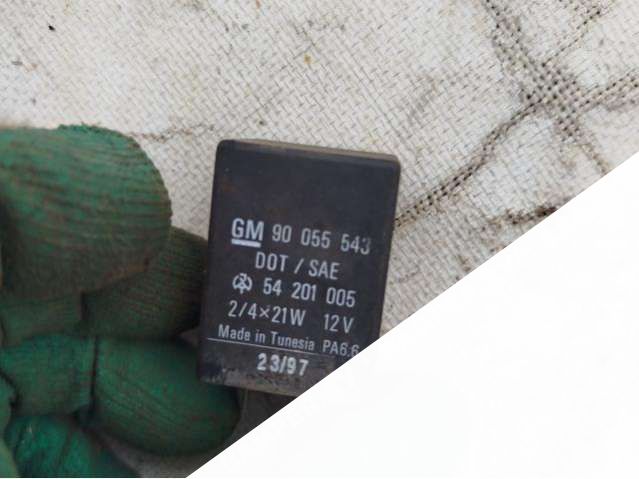 GM 90 055 543
DOT / SAE
54 201 005
2/4×21W 12V
Made in Tunesia PA6.6
23/97